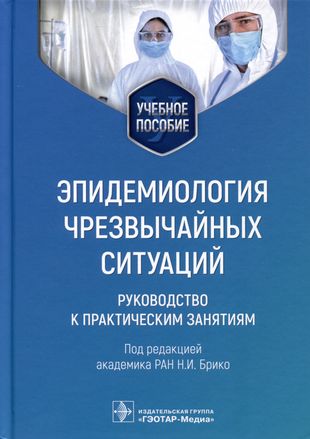 УЧЕБНОЕ
ПОСОБИЕ
ЭПИДЕМИОЛОГИЯ
ЧРЕЗВЫЧАЙНЫХ
СИТУАЦИЙ
РУКОВОДСТВО
К ПРАКТИЧЕСКИМ ЗАНЯТИЯМ
Под редакцией
академика РАН Н.И. Брико
ИЗДАТЕЛЬСКАЯ ГРУППА
«ГЭОТАР-Медиа»